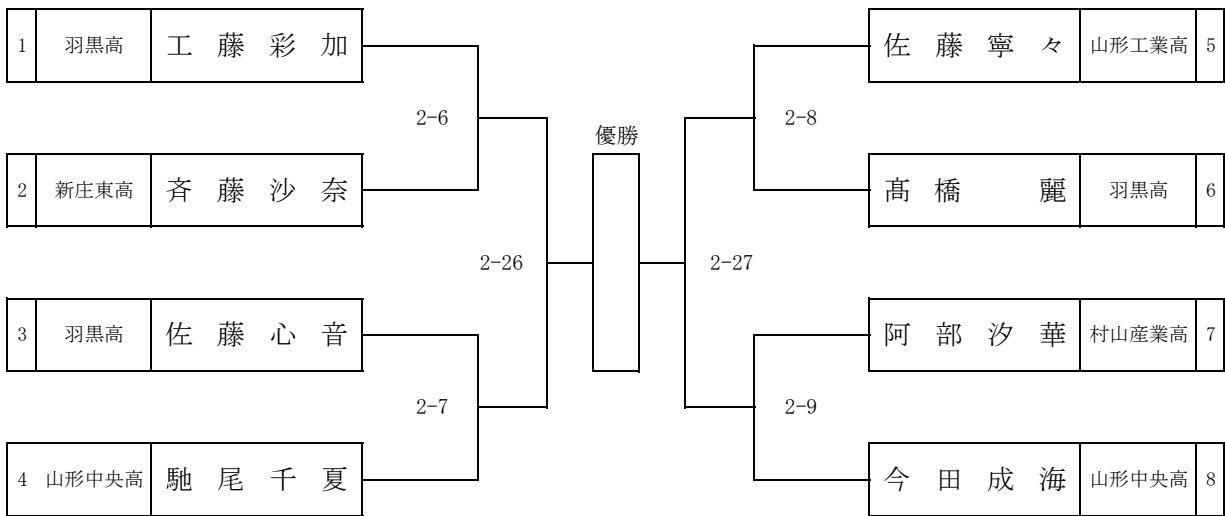 1 羽黒高 工藤彩加 佐藤寧々 山形工業高 5
2-6 2-8
優勝
2 新庄東高 斉藤沙奈 髙橋 麗 羽黒高 6
2-26 2-27
3 羽黒高 佐藤心音 阿部汐華 村山産業高 7
2-7 2-9
4 山形中央高 馳尾千夏 今田成海 山形中央高 8